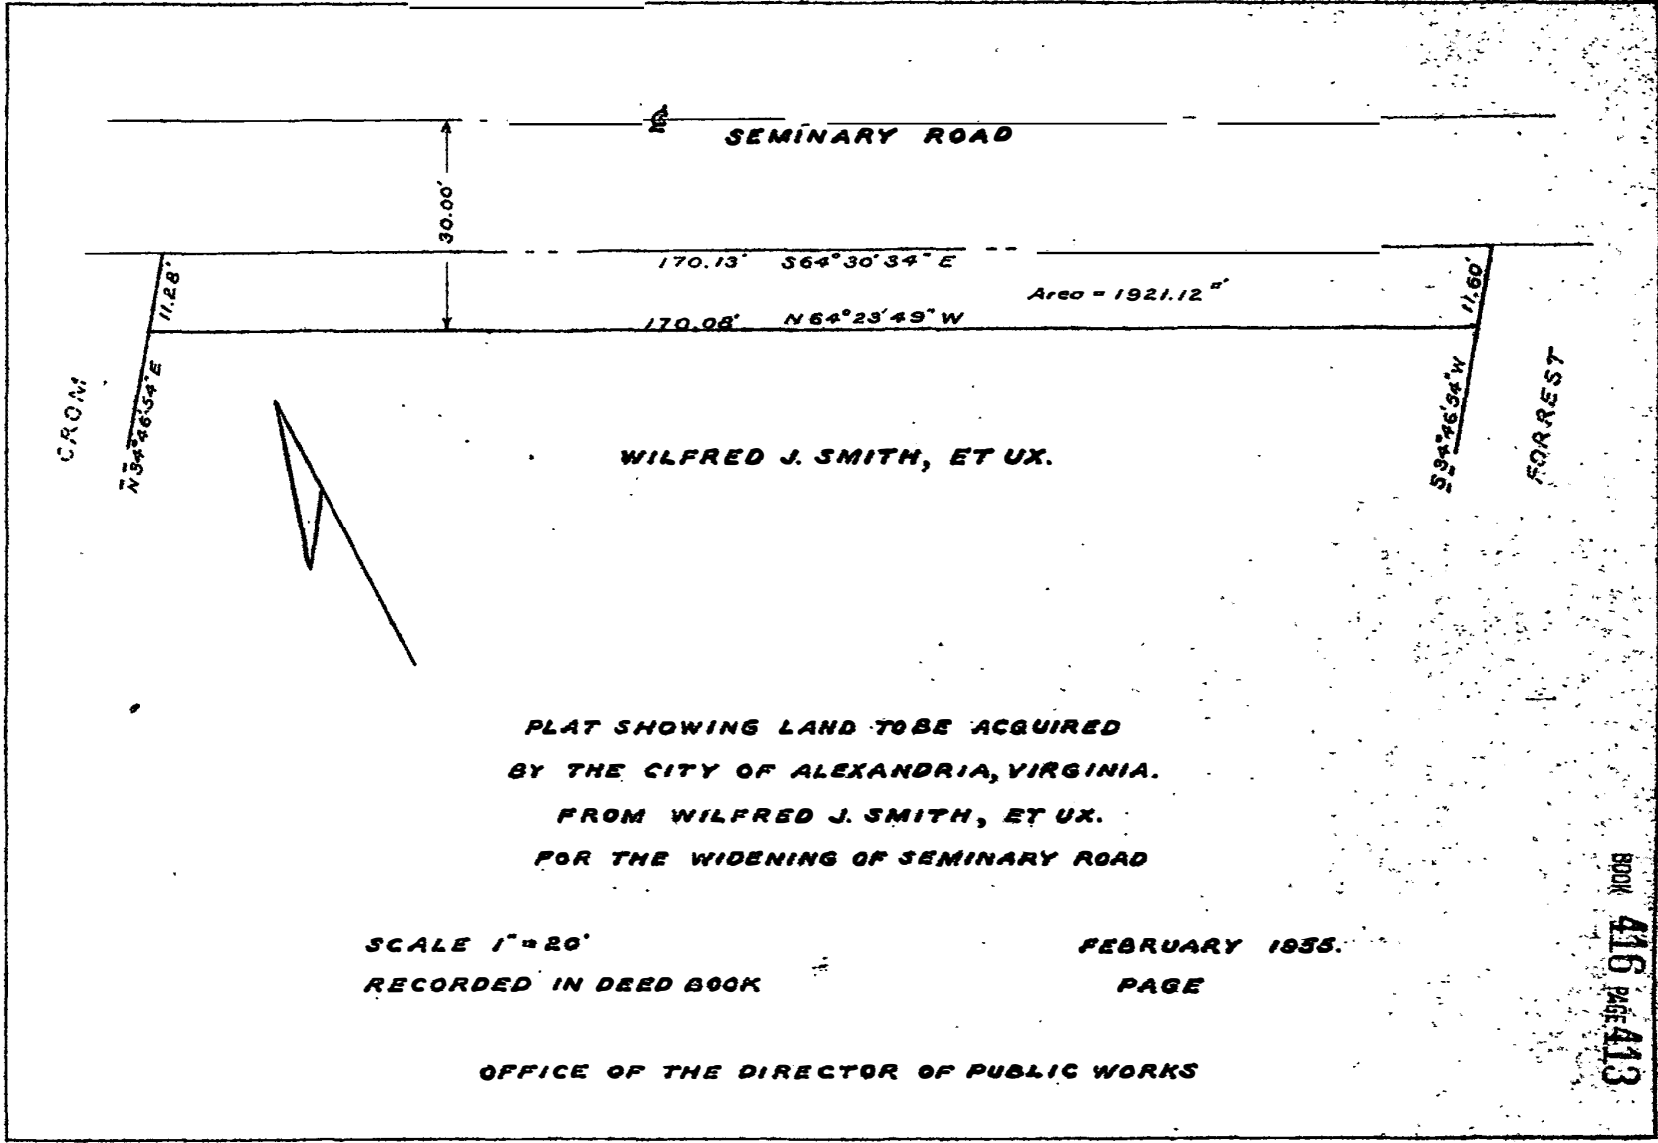 ℄
SEMINARY ROAD
30.00'
170.13' S64°30'34" E
11.28'
Area = 1921.12 □'
11.60'
170.08' N64°23'49" W
CROM
N34°46'54"E
S34°46'54"W
FORREST
WILFRED J. SMITH, ET UX.
PLAT SHOWING LAND TO BE ACQUIRED
BY THE CITY OF ALEXANDRIA, VIRGINIA.
FROM WILFRED J. SMITH, ET UX.
FOR THE WIDENING OF SEMINARY ROAD
SCALE 1"=20'
FEBRUARY 1955.
RECORDED IN DEED BOOK
PAGE
OFFICE OF THE DIRECTOR OF PUBLIC WORKS
BOOK 416 PAGE 413